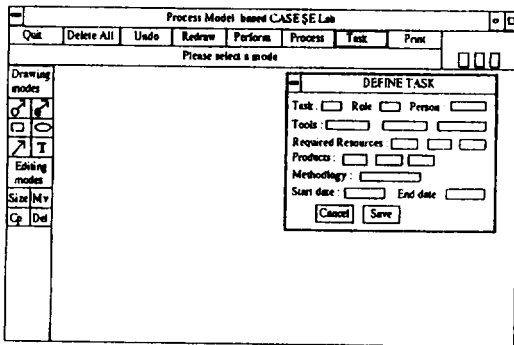 Process Model based CASE $E Lab
Quit Delete All Undo Redraw Perform Process Task Print
Please select a mode
Drawing modes
T
Editing modes
Size Mv
Cp Del
DEFINE TASK
Task : Role Person
Tools :
Required Resources :
Products :
Methodlogy :
Start date : End date
Cancel Save